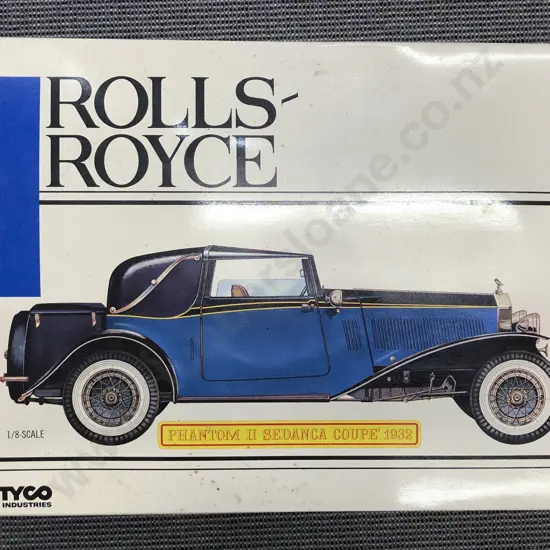 ROLLS-
ROYCE
1/8-SCALE
PHANTOM II SEDANCA COUPE' 1932
TYCO
INDUSTRIES